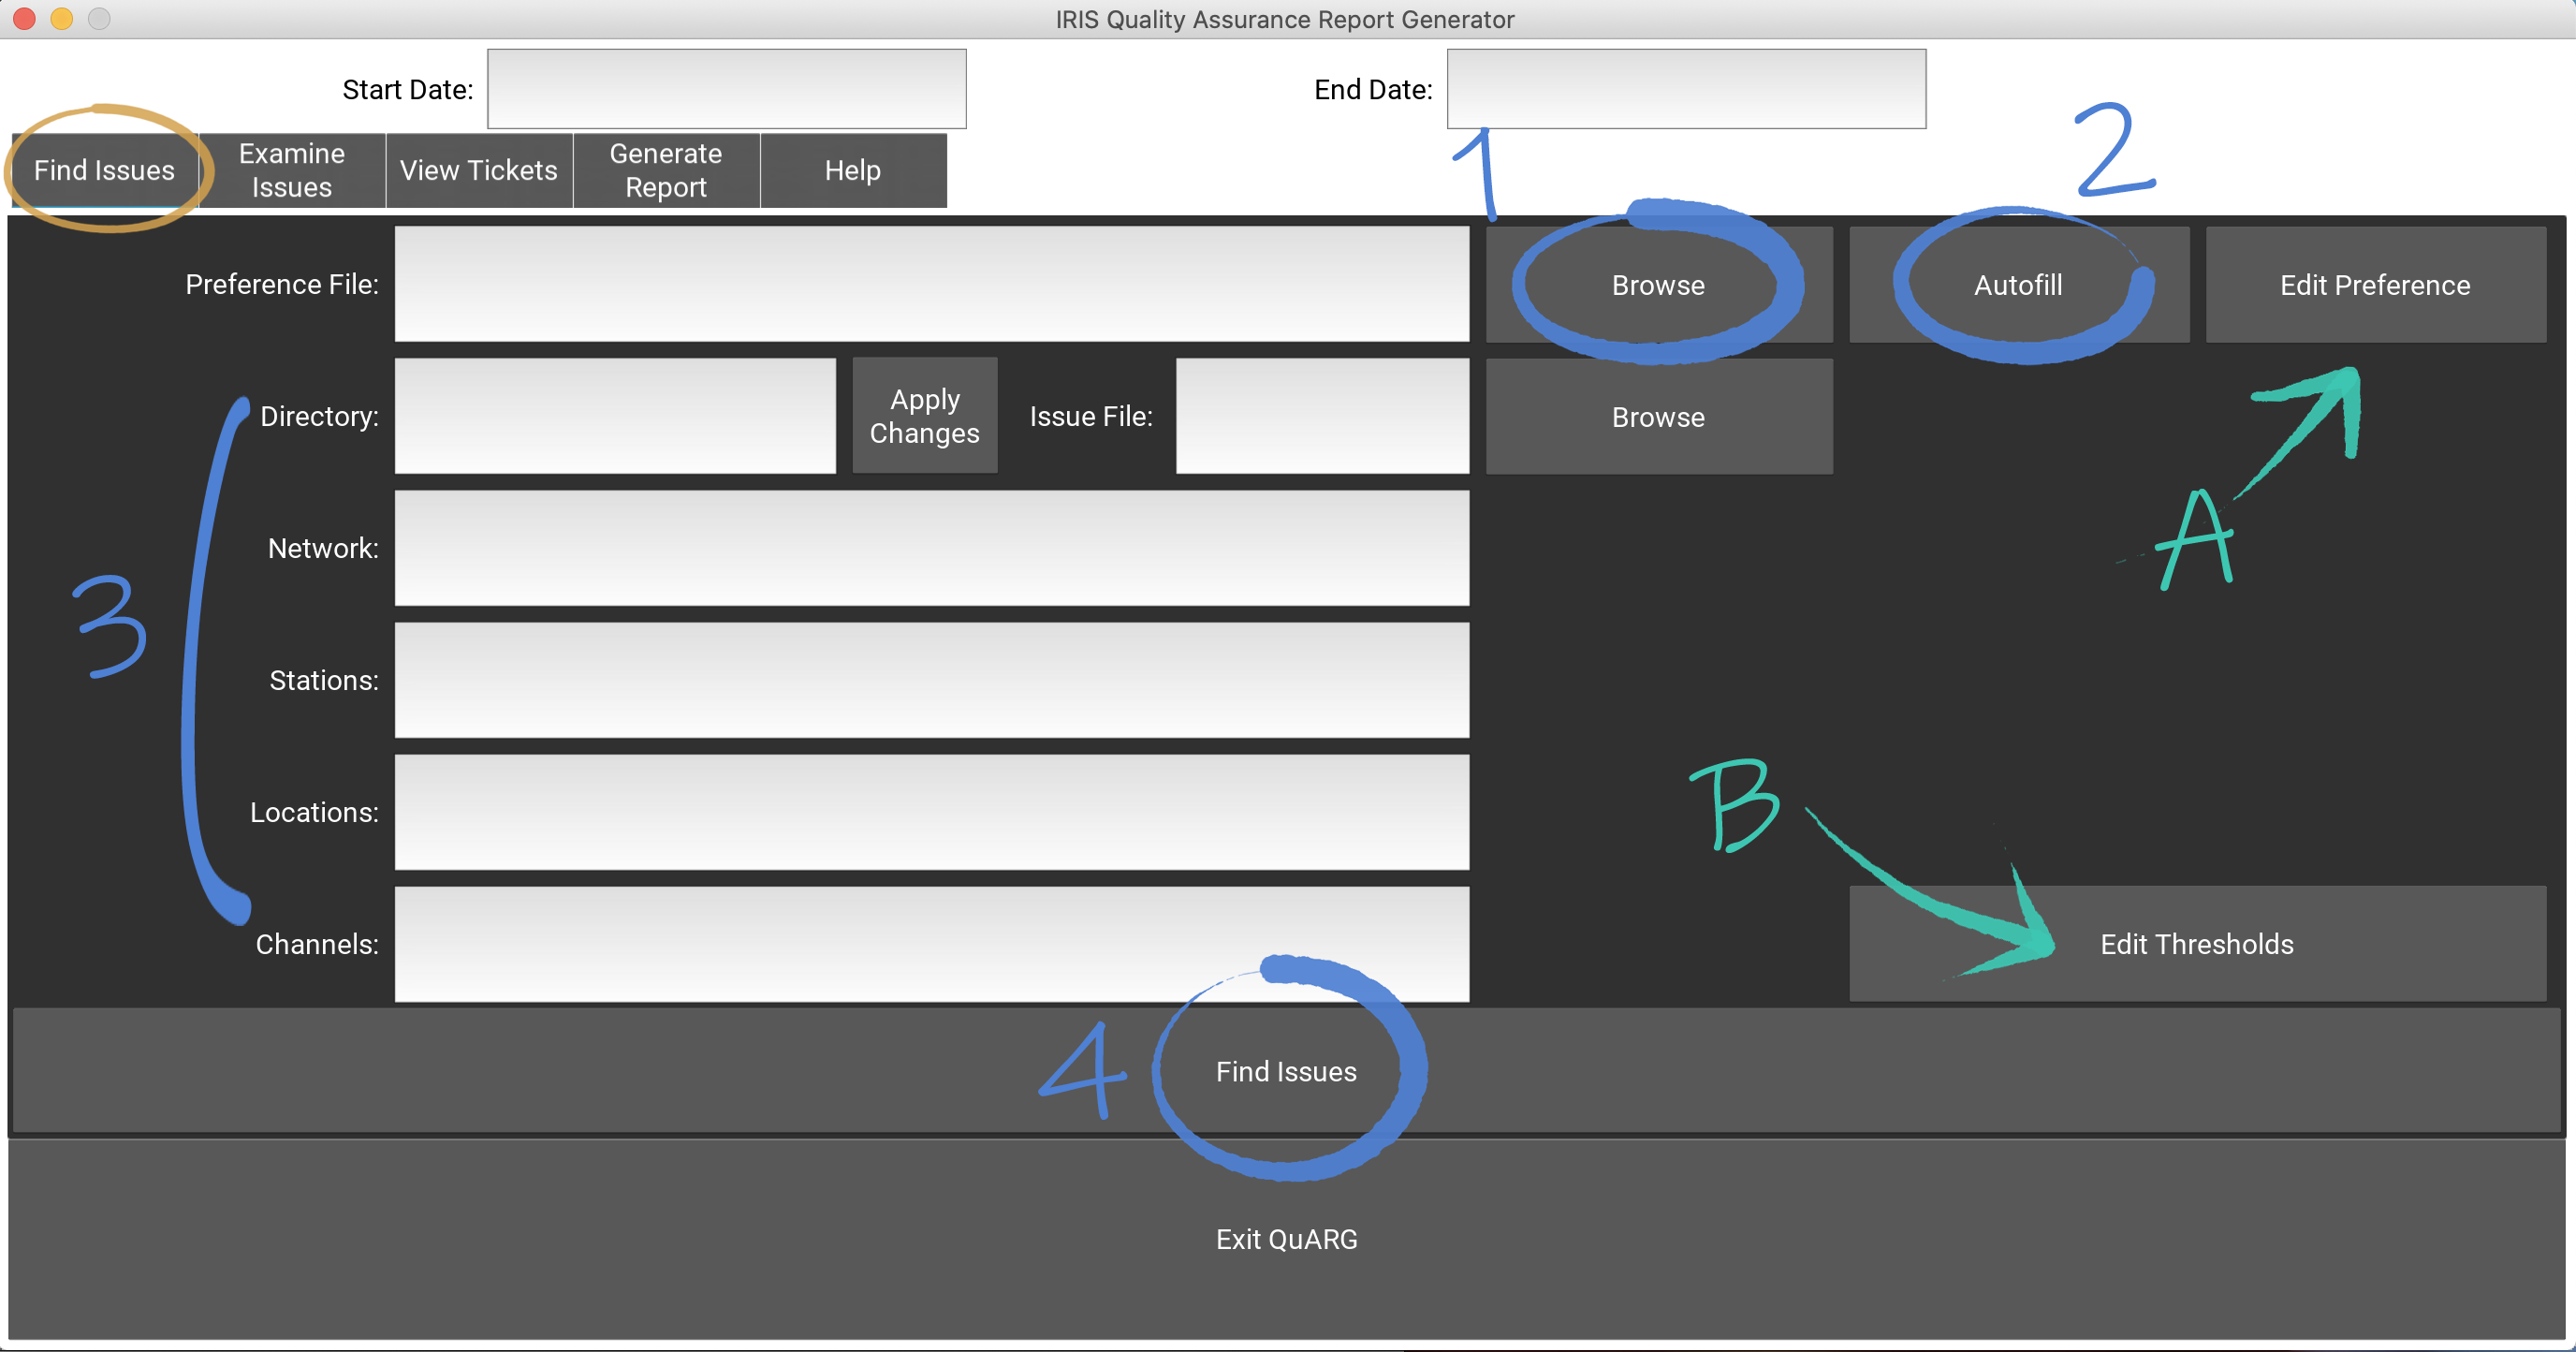 IRIS Quality Assurance Report Generator
Start Date:
End Date:
1
2
Find Issues
Examine
Issues
View Tickets
Generate
Report
Help
Preference File:
Browse
Autofill
Edit Preference
Directory:
Apply
Changes
Issue File:
Browse
A
Network:
3
Stations:
B
Locations:
Channels:
Edit Thresholds
4
Find Issues
Exit QuARG